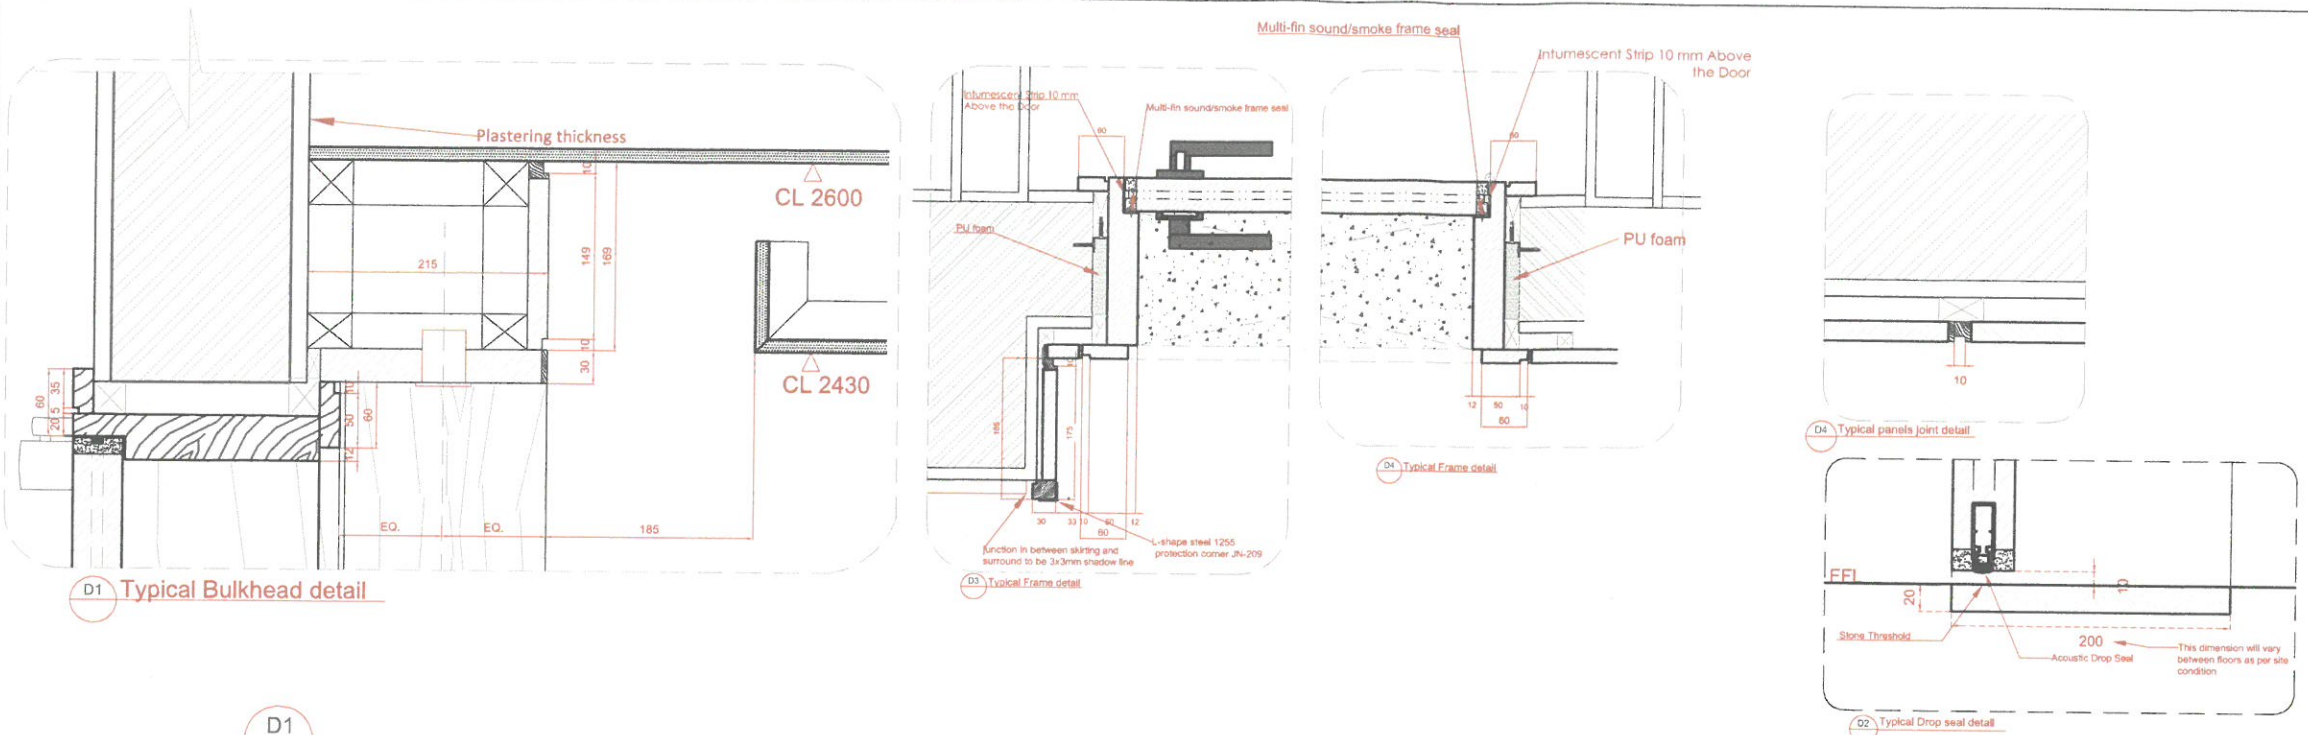 Plastering thickness
CL 2600
10
149
169
215
10
30
CL 2430
60
35
5
20
10
50
60
12
EQ.
EQ.
185
D1 Typical Bulkhead detail
D1
Multi-fin sound/smoke frame seal
Intumescent Strip 10 mm Above
the Door
Intumescent Strip 10 mm
Above the Door
Multi-fin sound/smoke frame seal
60
PU foam
175
30
33
10
12
60
L-shape steel 1255
protection corner JN-209
Junction in between skirting and
surround to be 3x3mm shadow line
D3 Typical Frame detail
60
PU foam
12
50
10
60
D4 Typical Frame detail
10
D4 Typical panels joint detail
FFL
20
10
200
Stone Threshold
Acoustic Drop Seal
This dimension will vary
between floors as per site
condition
D2 Typical Drop seal detail